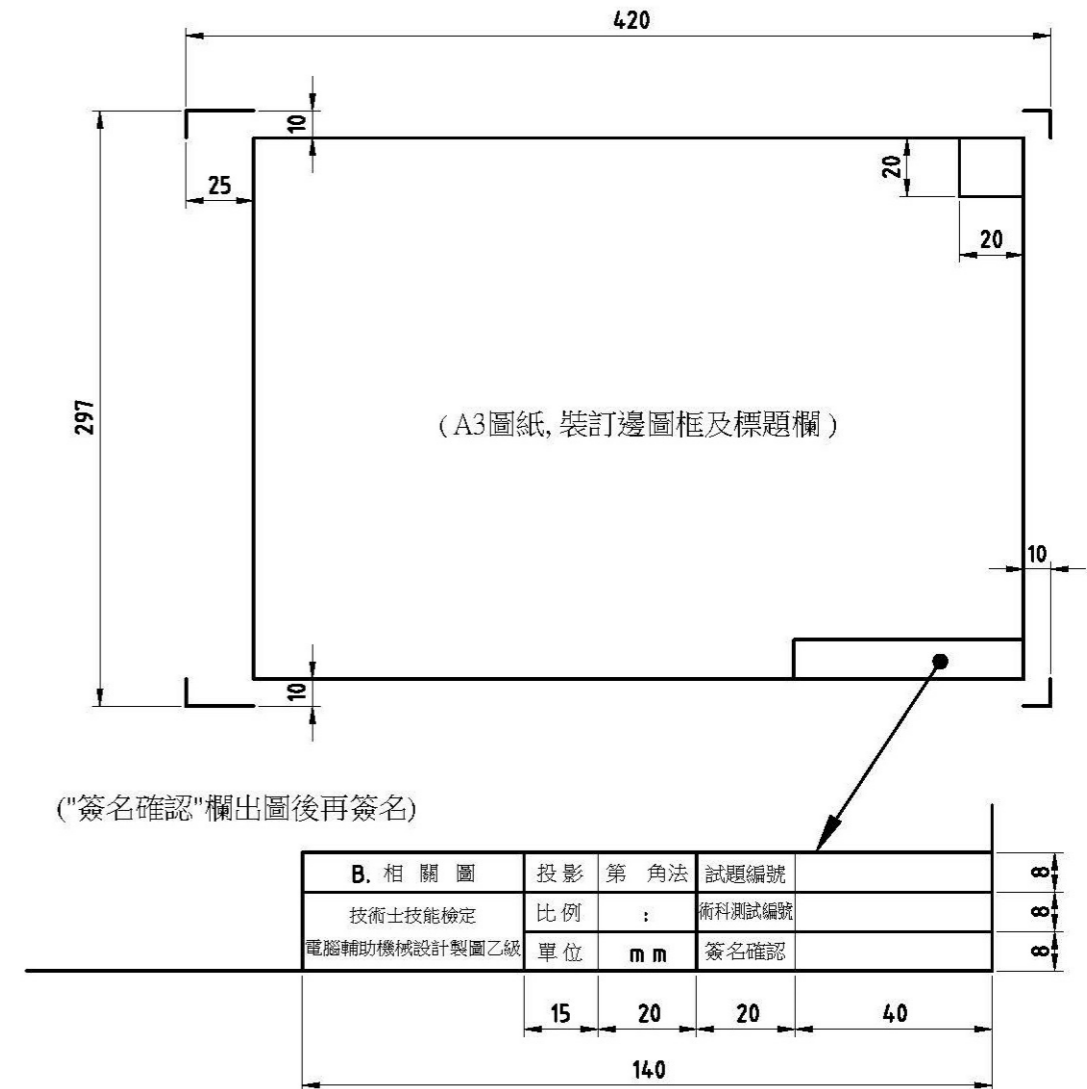 420
10
25
20
20
297
(A3圖紙, 裝訂邊圖框及標題欄)
10
10
("簽名確認"欄出圖後再簽名)
B. 相 關 圖 投影 第 角法 試題編號 8
技術士技能檢定 比例 : 術科測試編號 8
電腦輔助機械設計製圖乙級 單位 mm 簽名確認 8
15 20 20 40
140